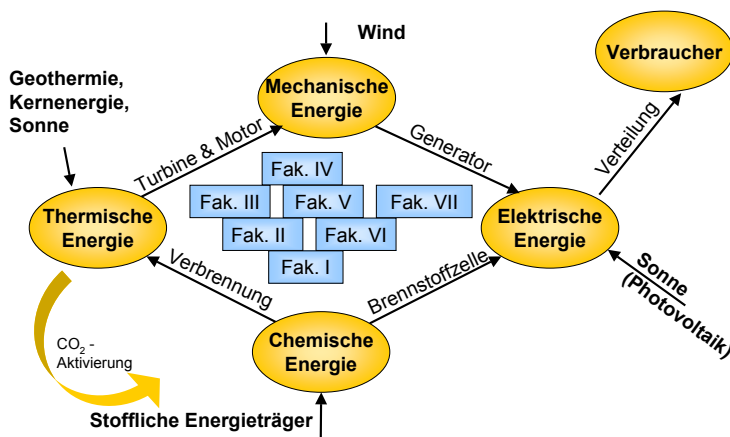 Wind
Verbraucher
Geothermie,
Kernenergie,
Sonne
Mechanische
Energie
Turbine & Motor
Generator
Verteilung
Fak. IV
Fak. III
Fak. V
Fak. VII
Fak. II
Fak. VI
Fak. I
Thermische
Energie
Elektrische
Energie
Verbrennung
Brennstoffzelle
Sonne
(Photovoltaik)
CO₂ -
Aktivierung
Chemische
Energie
Stoffliche Energieträger